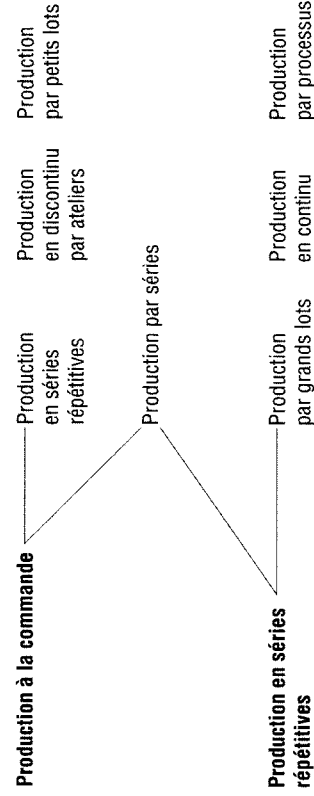 Production à la commande
Production
en séries
répétitives
Production
en discontinu
par ateliers
Production
par petits lots
Production par séries
Production en séries
répétitives
Production
par grands lots
Production
en continu
Production
par processus